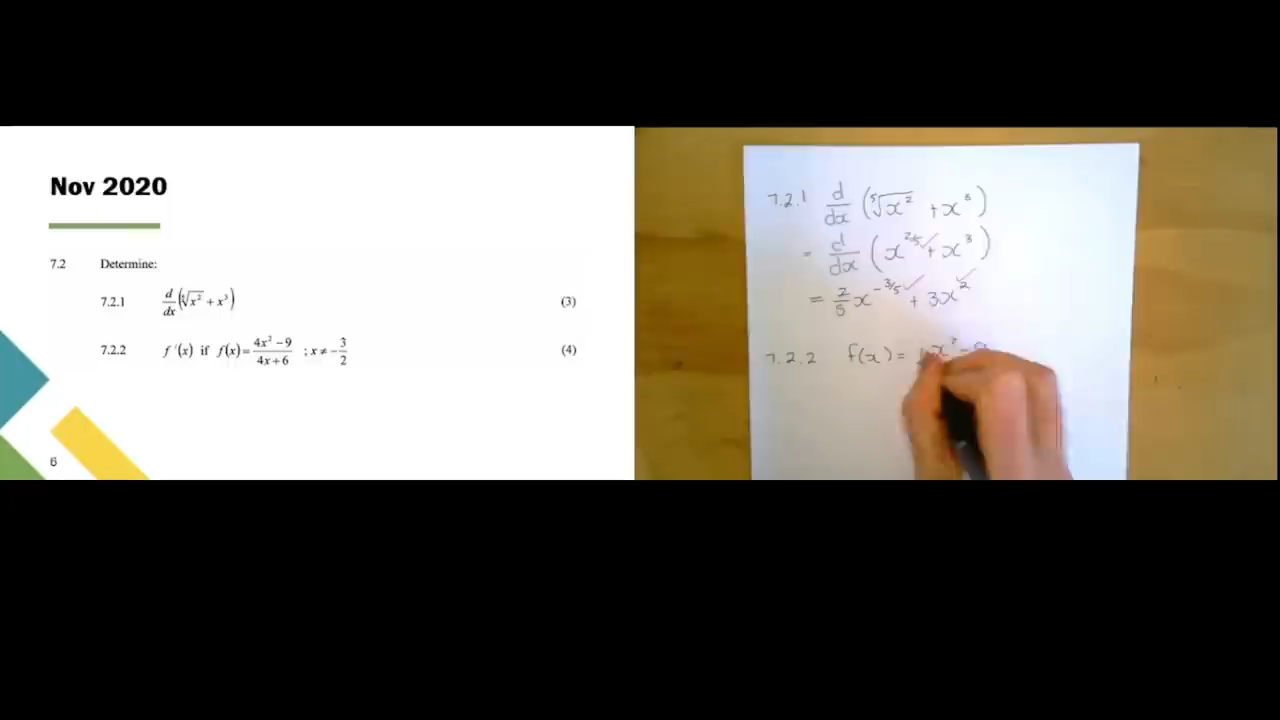 Nov 2020
7.2 Determine:
7.2.1 d/dx (⁵√x² + x³) (3)
7.2.2 f'(x) if f(x) = (4x² − 9)/(4x + 6) ; x ≠ −3/2 (4)
6
7.2.1 d/dx (⁵√x² + x³)
= d/dx (x^(2/5) ✓ + x³)
= 2/5 x^(−3/5) ✓ + 3x² ✓
7.2.2 f(x) = x² − 9